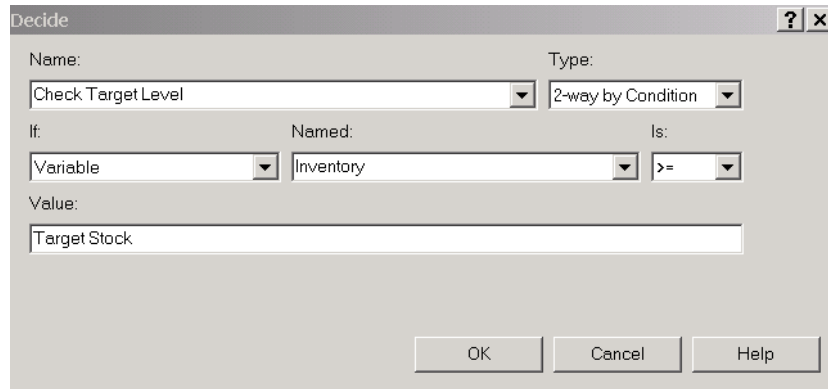 Decide ? ×
Name: Type:
Check Target Level 2-way by Condition
If: Named: Is:
Variable Inventory >=
Value:
Target Stock
OK Cancel Help